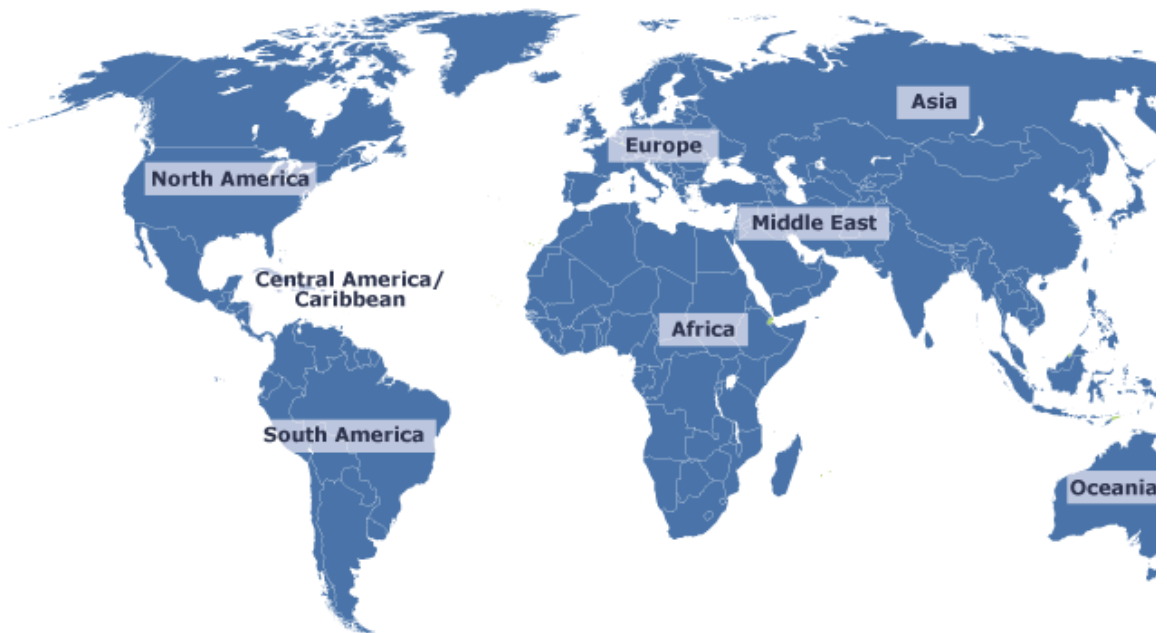 Asia
Europe
North America
Middle East
Central America/
Caribbean
Africa
South America
Oceania